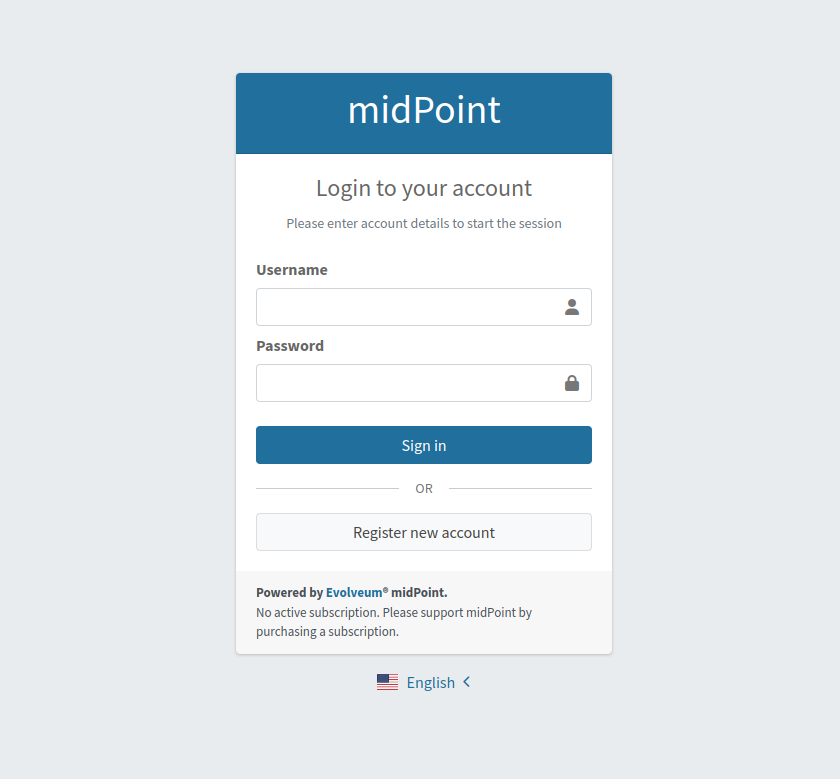 midPoint
Login to your account
Please enter account details to start the session
Username
Password
Sign in
OR
Register new account
Powered by Evolveum® midPoint.
No active subscription. Please support midPoint by
purchasing a subscription.
English